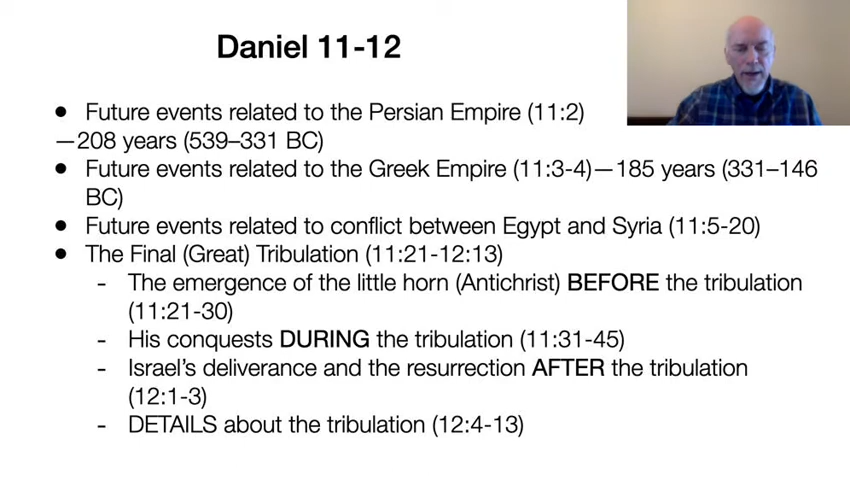 Daniel 11-12
● Future events related to the Persian Empire (11:2)
—208 years (539–331 BC)
● Future events related to the Greek Empire (11:3-4)—185 years (331–146
BC)
● Future events related to conflict between Egypt and Syria (11:5-20)
● The Final (Great) Tribulation (11:21-12:13)
- The emergence of the little horn (Antichrist) BEFORE the tribulation
(11:21-30)
- His conquests DURING the tribulation (11:31-45)
- Israel’s deliverance and the resurrection AFTER the tribulation
(12:1-3)
- DETAILS about the tribulation (12:4-13)